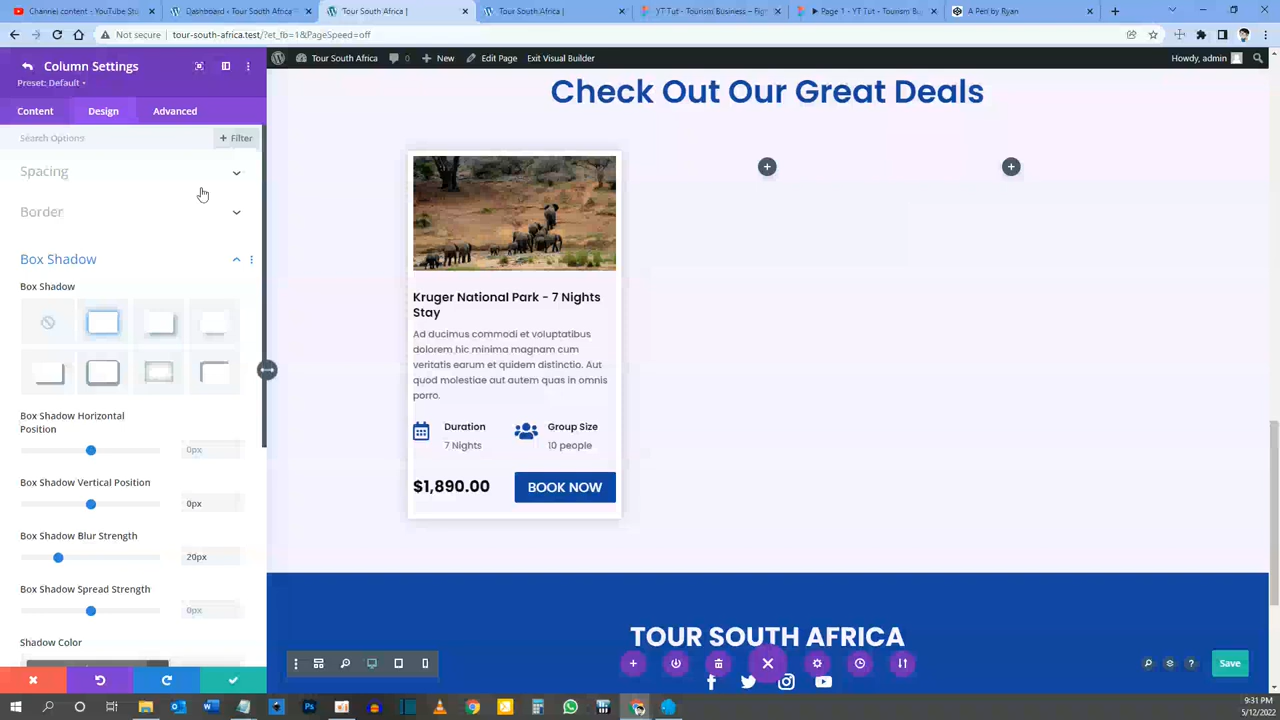 Content Calendar - YouTube Stu
Dashboard ‹ Tour South Africa
Tour South Africa |
Tour South Africa |
YT Tut - Tourism Business – Fig
Page 1 - YT Tut - Tourism Bus
A Pen by Ryan
Not secure
tour-south-africa.test/?et_fb=1&PageSpeed=off
Tour South Africa
0
New
Edit Page
Exit Visual Builder
Howdy, admin
Column Settings
Preset: Default
Content
Design
Advanced
Search Options
+ Filter
Spacing
Border
Box Shadow
Box Shadow
Box Shadow Horizontal
Position
0px
Box Shadow Vertical Position
0px
Box Shadow Blur Strength
20px
Box Shadow Spread Strength
0px
Shadow Color
Check Out Our Great Deals
Kruger National Park - 7 Nights
Stay
Ad ducimus commodi et voluptatibus
dolorem hic minima magnam cum
veritatis earum et quidem distinctio. Aut
quod molestiae aut autem quas in omnis
porro.
Duration
7 Nights
Group Size
10 people
$1,890.00
BOOK NOW
TOUR SOUTH AFRICA
Save
9:31 PM
5/12/2022